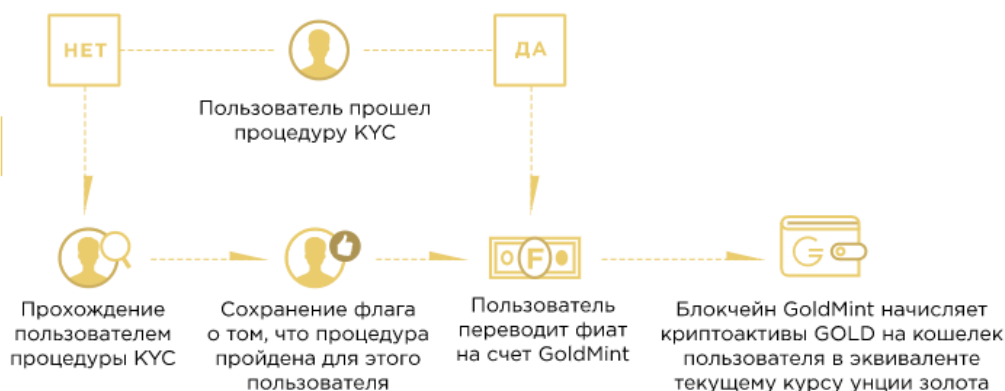 НЕТ
ДА
Пользователь прошел
процедуру KYC
F
G
Прохождение
пользователем
процедуры KYC
Сохранение флага
о том, что процедура
пройдена для этого
пользователя
Пользователь
переводит фиат
на счет GoldMint
Блокчейн GoldMint начисляет
криптоактивы GOLD на кошелек
пользователя в эквиваленте
текущему курсу унции золота